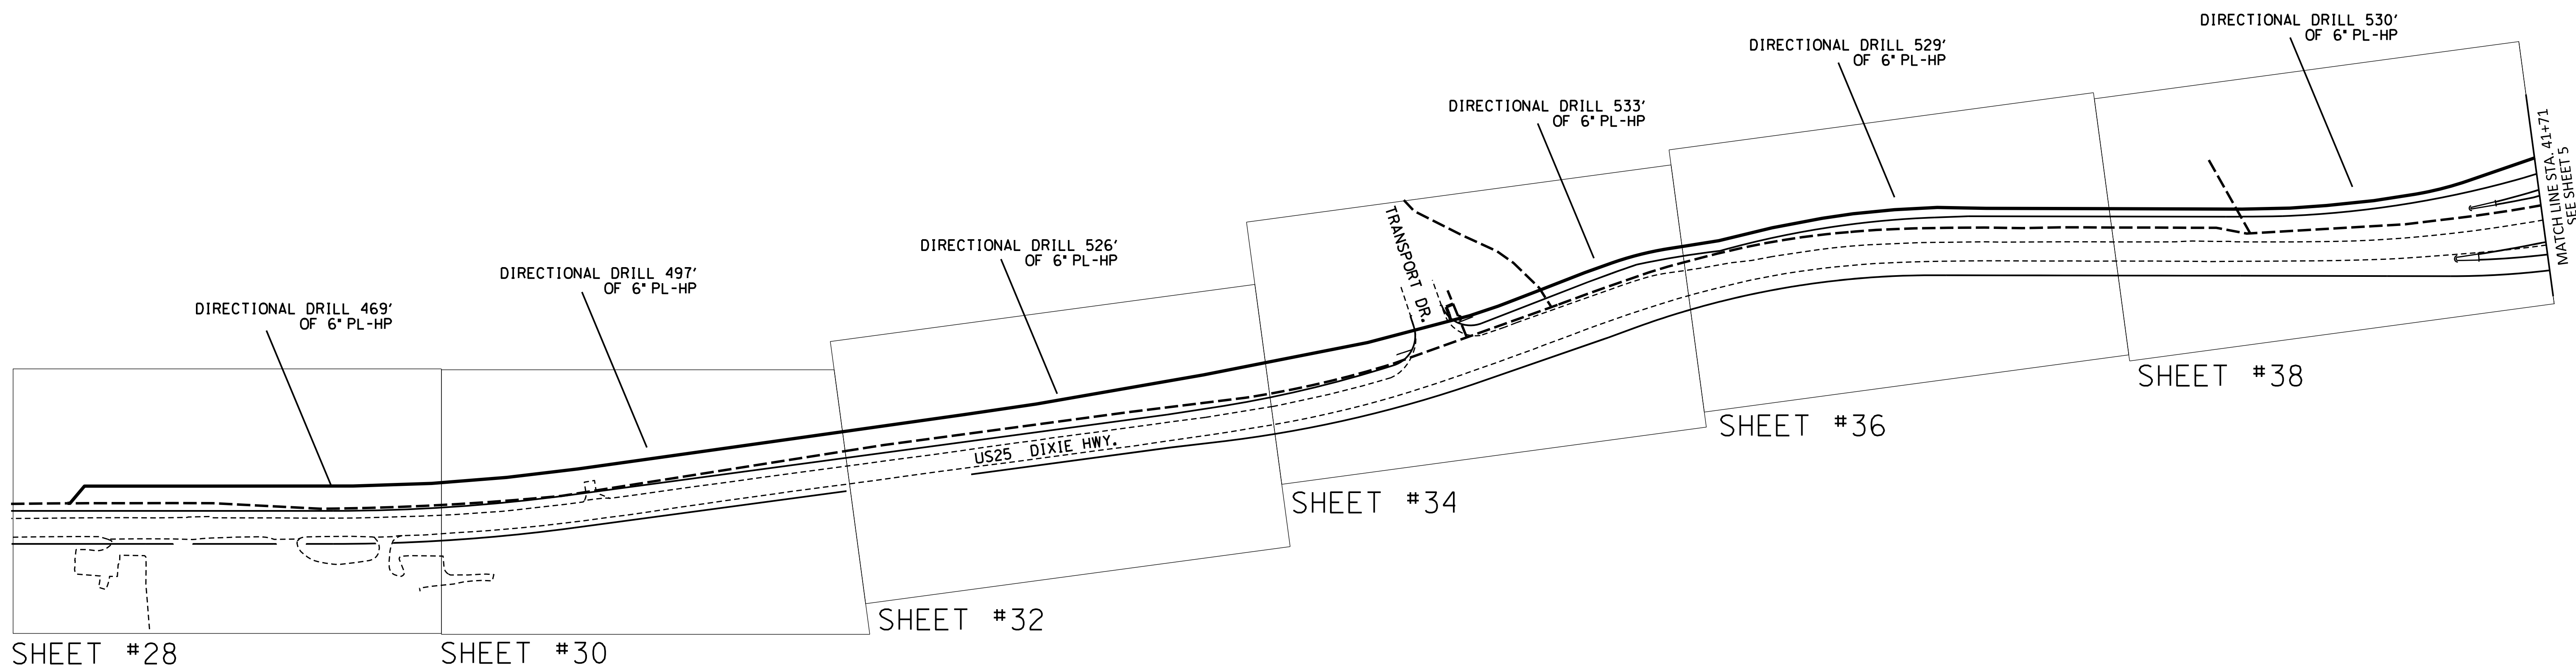 DIRECTIONAL DRILL 469'
OF 6" PL-HP
DIRECTIONAL DRILL 497'
OF 6" PL-HP
DIRECTIONAL DRILL 526'
OF 6" PL-HP
DIRECTIONAL DRILL 533'
OF 6" PL-HP
DIRECTIONAL DRILL 529'
OF 6" PL-HP
DIRECTIONAL DRILL 530'
OF 6" PL-HP
TRANSPORT DR.
US25 DIXIE HWY.
MATCH LINE STA. 41+71
SEE SHEET 5
SHEET #28
SHEET #30
SHEET #32
SHEET #34
SHEET #36
SHEET #38